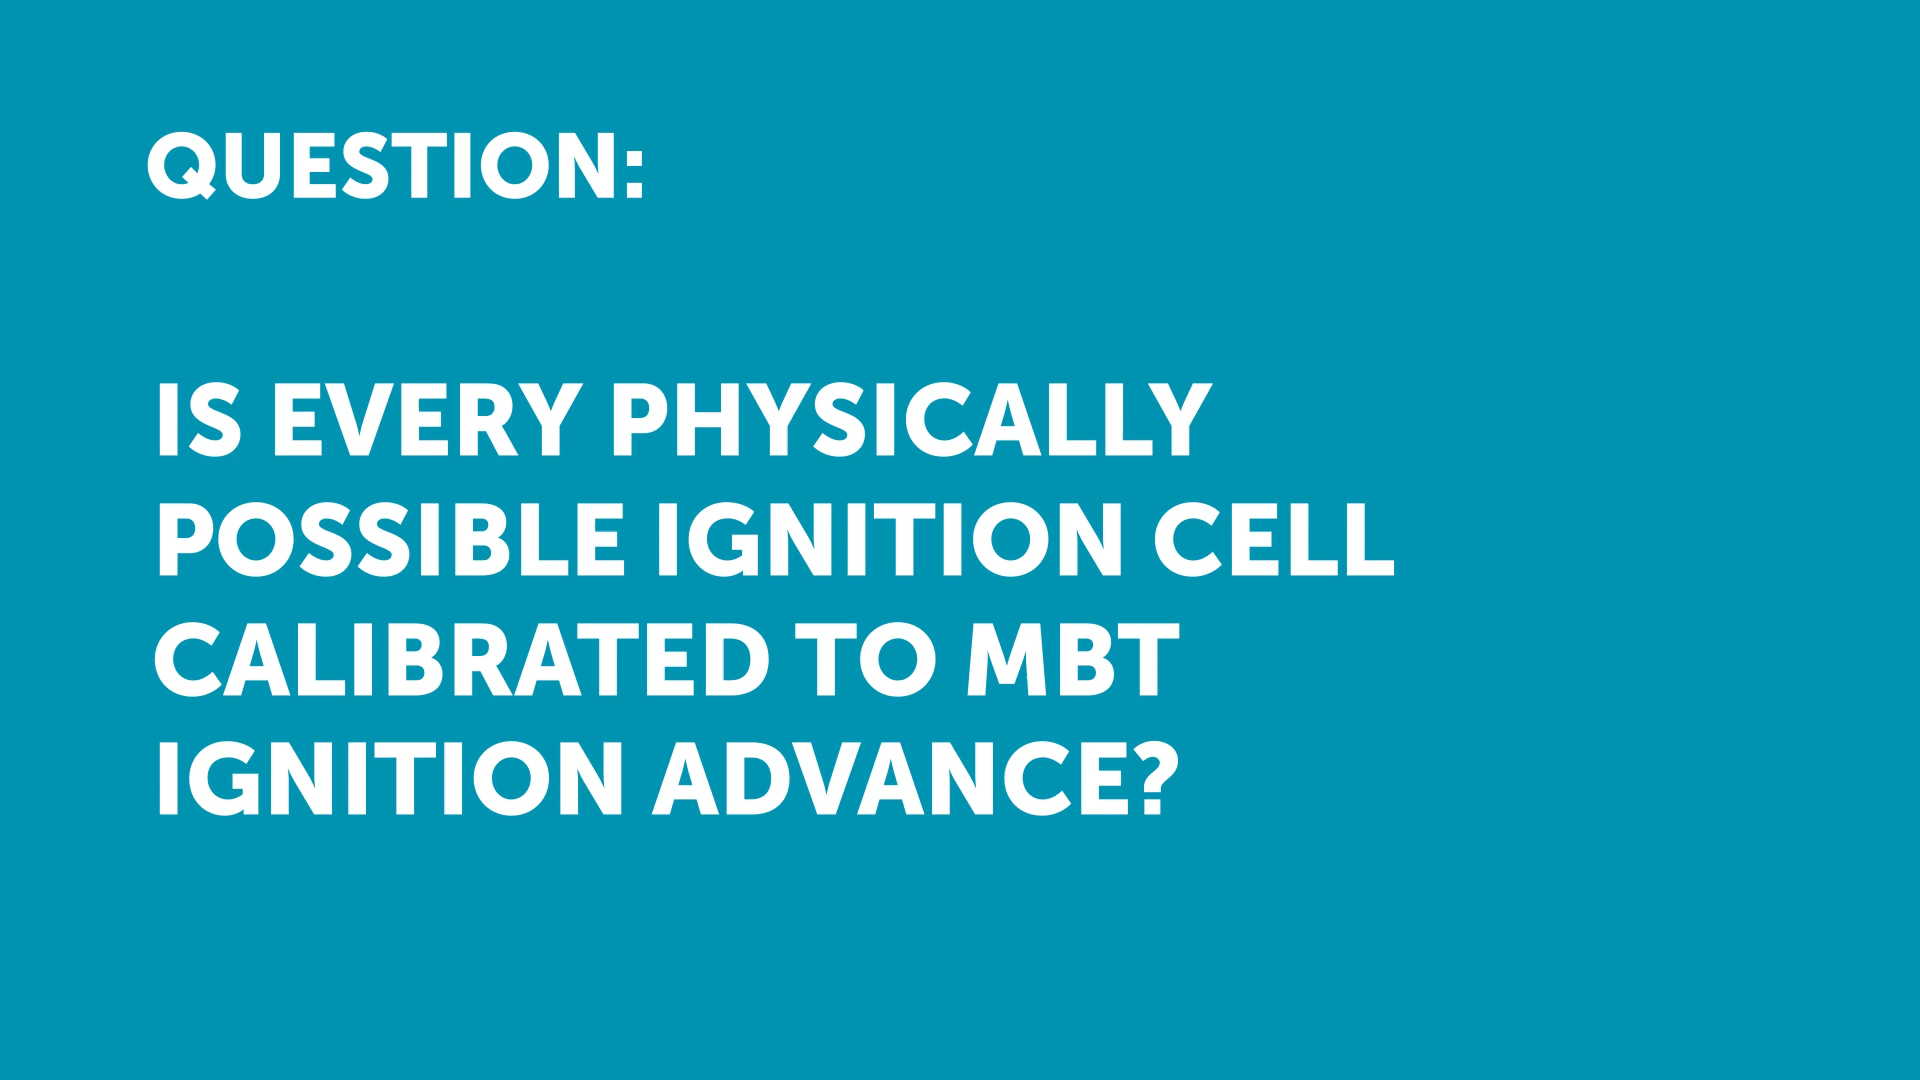 QUESTION:
IS EVERY PHYSICALLY
POSSIBLE IGNITION CELL
CALIBRATED TO MBT
IGNITION ADVANCE?